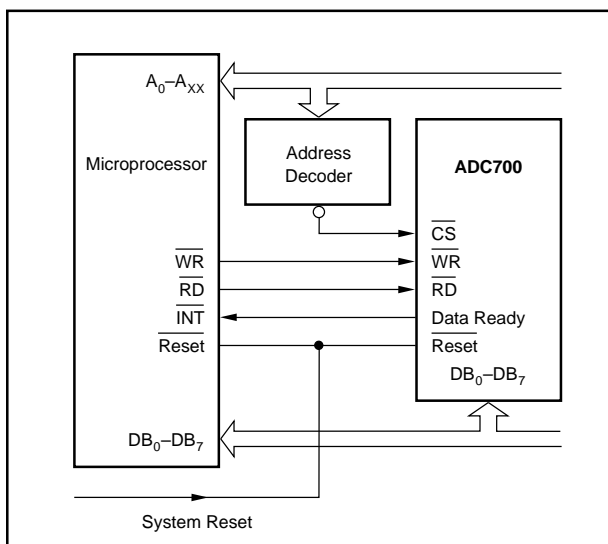 A0–AXX
Microprocessor
Address
Decoder
ADC700
CS
WR
RD
INT
Reset
DB0–DB7
WR
RD
Data Ready
Reset
DB0–DB7
System Reset